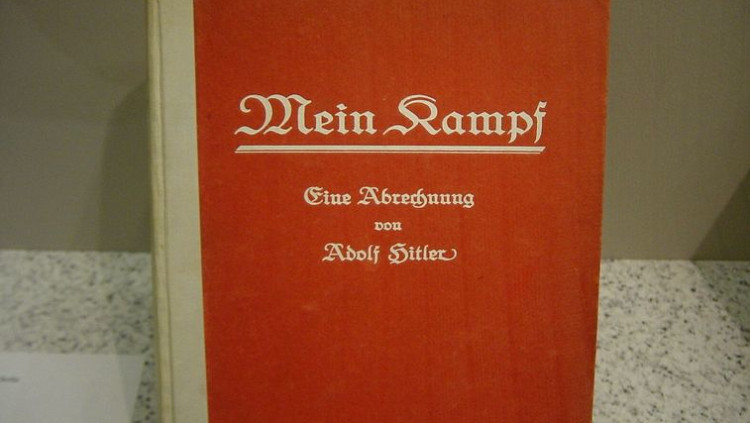 Mein Kampf
Eine Abrechnung
von
Adolf Hitler